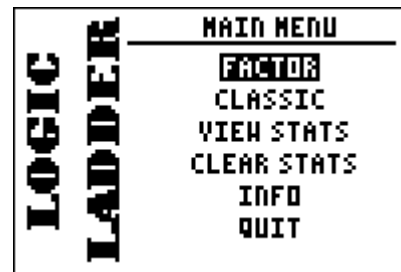 LOGIC
LADDER
MAIN MENU
FACTOR
CLASSIC
VIEW STATS
CLEAR STATS
INFO
QUIT